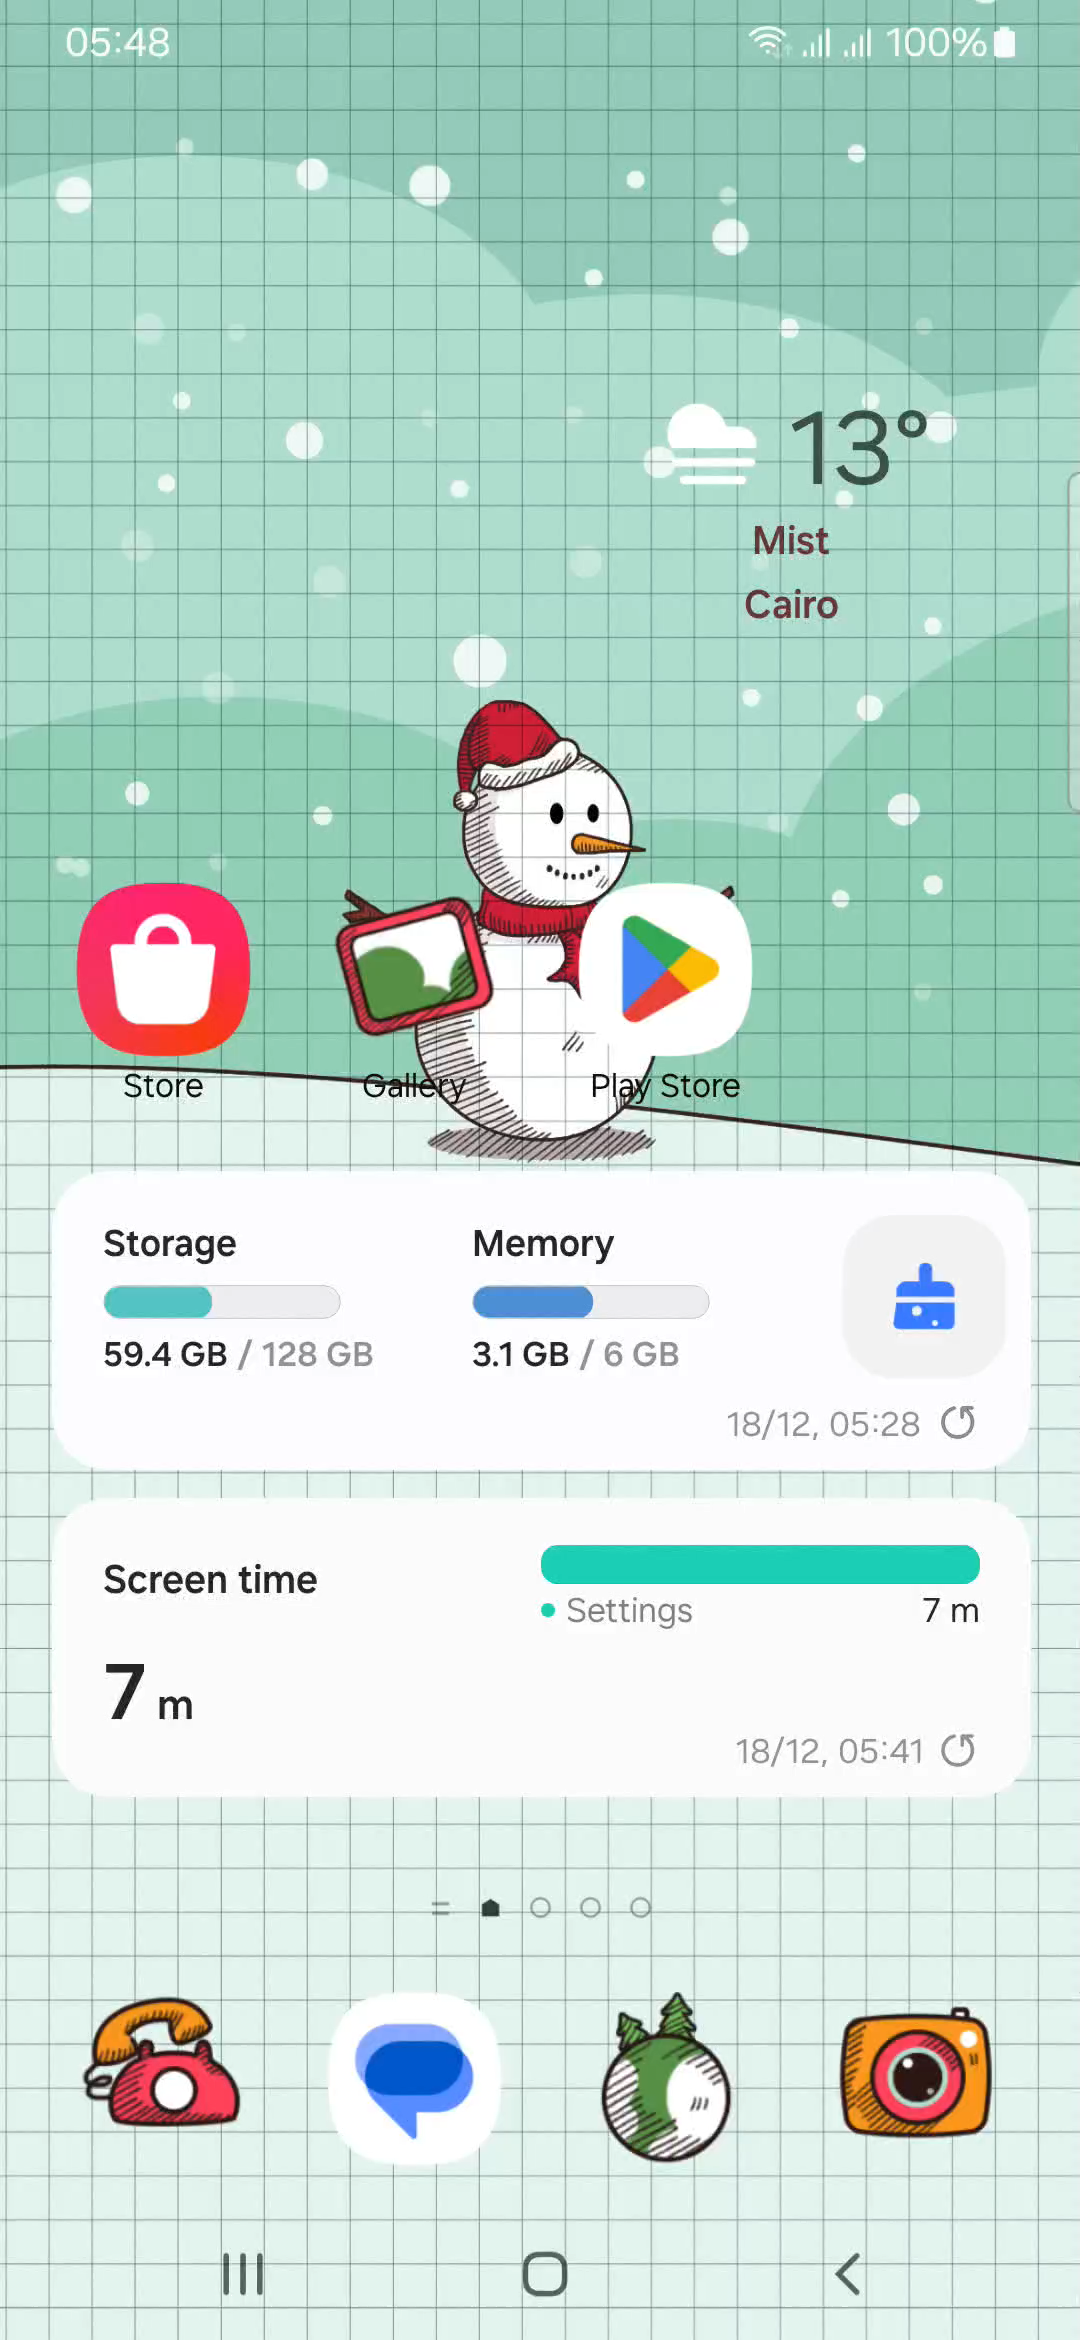 05:48
100%
13°
Mist
Cairo
Store
Gallery
Play Store
Storage
Memory
59.4 GB / 128 GB
3.1 GB / 6 GB
18/12, 05:28
Screen time
Settings
7 m
7 m
18/12, 05:41